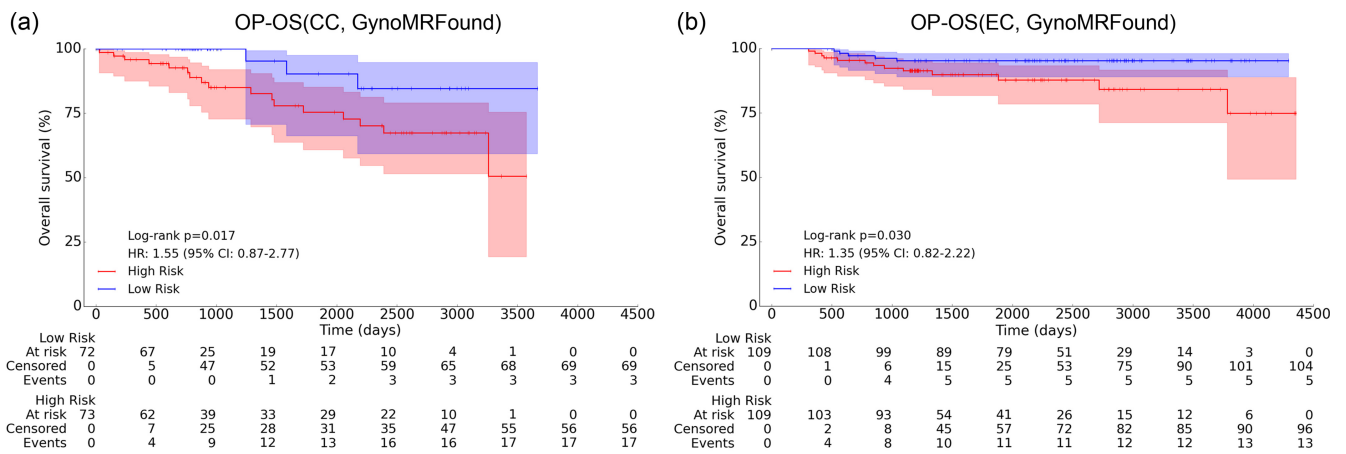 (a) OP-OS(CC, GynoMRFound)
100
75
50
25
0
Overall survival (%)
Log-rank p=0.017
HR: 1.55 (95% CI: 0.87-2.77)
High Risk
Low Risk
0 500 1000 1500 2000 2500 3000 3500 4000 4500
Time (days)
Low Risk
At risk 72 67 25 19 17 10 4 1 0 0
Censored 0 5 47 52 53 59 65 68 69 69
Events 0 0 0 1 2 3 3 3 3 3
High Risk
At risk 73 62 39 33 29 22 10 1 0 0
Censored 0 7 25 28 31 35 47 55 56 56
Events 0 4 9 12 13 16 16 17 17 17
(b) OP-OS(EC, GynoMRFound)
100
75
50
25
0
Overall survival (%)
Log-rank p=0.030
HR: 1.35 (95% CI: 0.82-2.22)
High Risk
Low Risk
0 500 1000 1500 2000 2500 3000 3500 4000 4500
Time (days)
Low Risk
At risk 109 108 99 89 79 51 29 14 3 0
Censored 0 1 6 15 25 53 75 90 101 104
Events 0 0 4 5 5 5 5 5 5 5
High Risk
At risk 109 103 93 54 41 26 15 12 6 0
Censored 0 2 8 45 57 72 82 85 90 96
Events 0 4 8 10 11 11 12 12 13 13